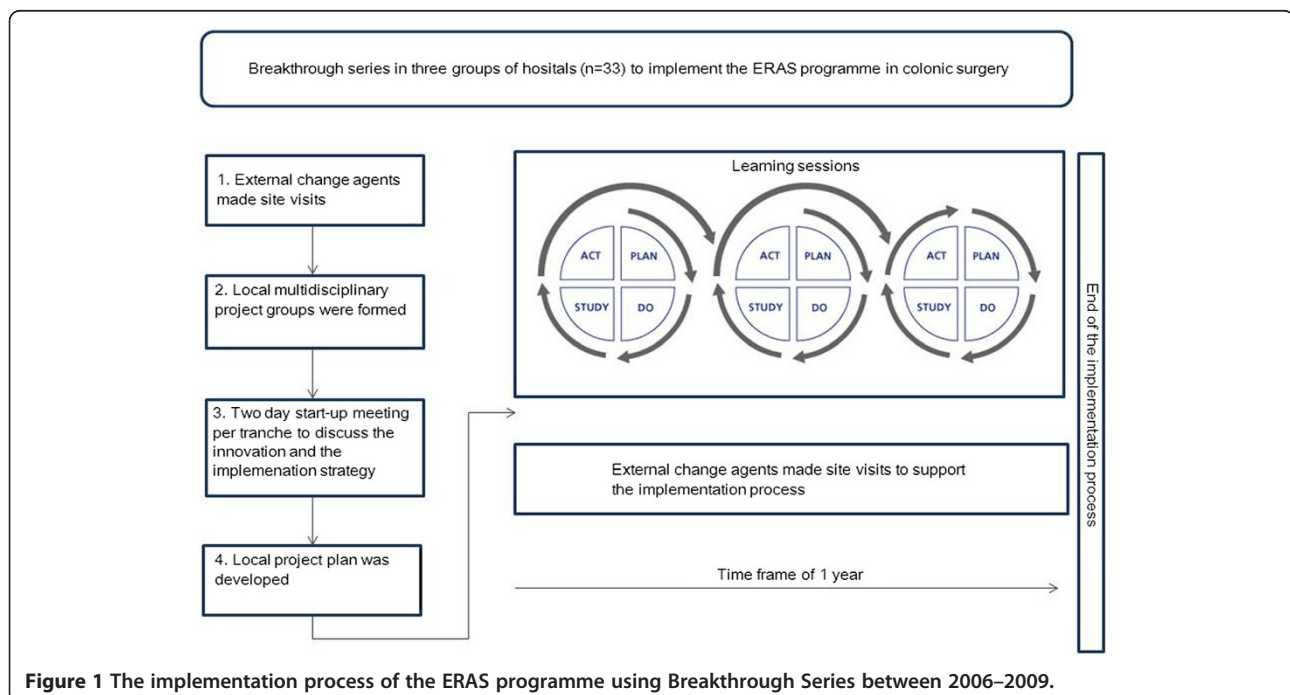 Breakthrough series in three groups of hositals (n=33) to implement the ERAS programme in colonic surgery
1. External change agents
made site visits
2. Local multidisciplinary
project groups were formed
3. Two day start-up meeting
per tranche to discuss the
innovation and the
implemenation strategy
4. Local project plan was
developed
Learning sessions
ACT PLAN
STUDY DO
ACT PLAN
STUDY DO
ACT PLAN
STUDY DO
External change agents made site visits to support
the implementation process
Time frame of 1 year
End of the implementation process
Figure 1 The implementation process of the ERAS programme using Breakthrough Series between 2006–2009.